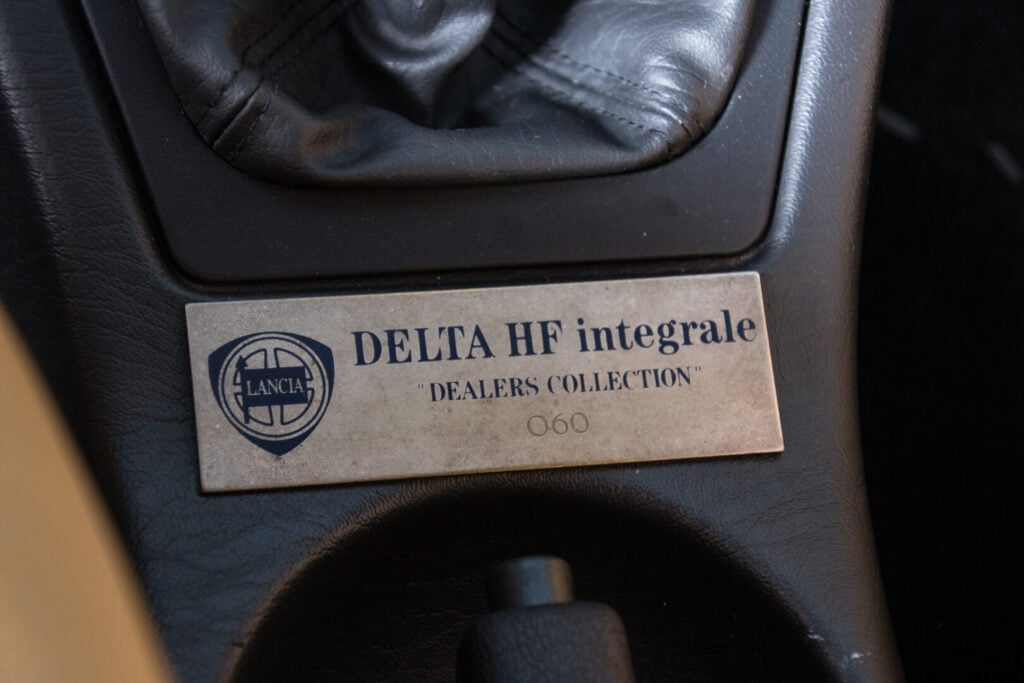 LANCIA
DELTA HF integrale
"DEALERS COLLECTION"
060